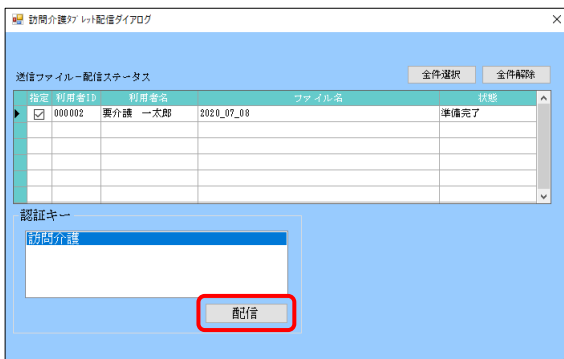 訪問介護ﾀﾌﾞﾚｯﾄ配信ダイアログ
送信ファイルー配信ステータス
全件選択 全件解除
指定 利用者ID 利用者名 ファイル名 状態
000002 要介護 一太郎 2020_07_08 準備完了
認証キー
訪問介護
配信